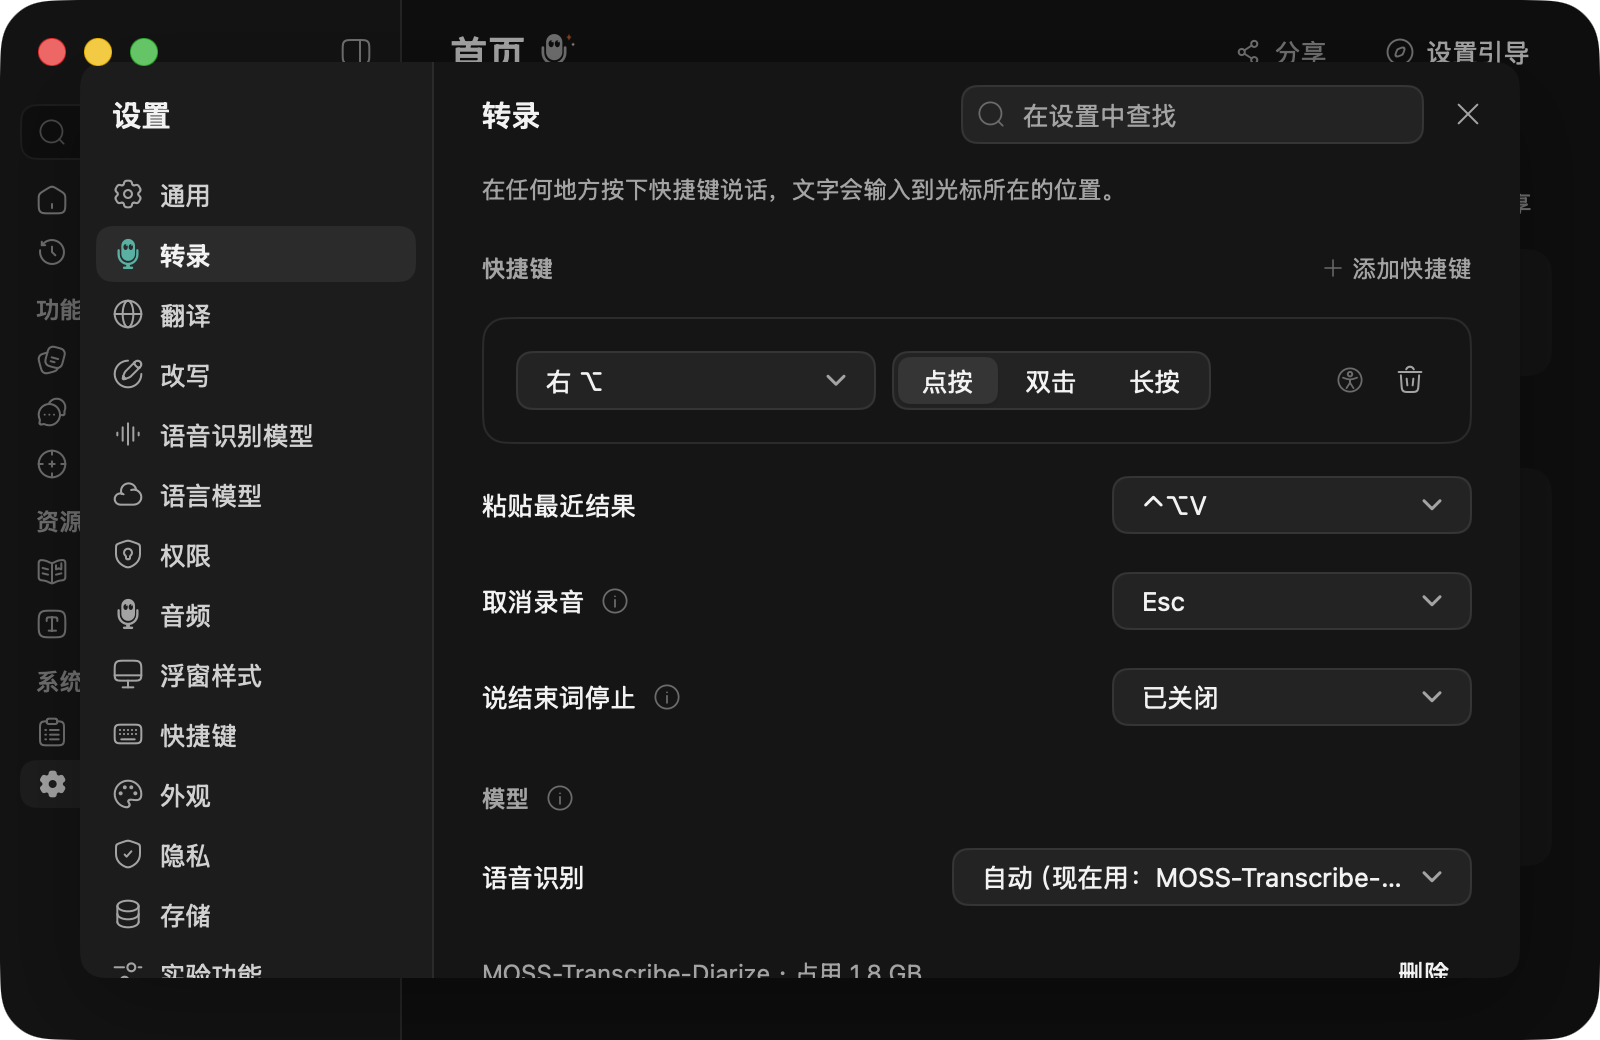 首页
分享
设置引导
设置
转录
在设置中查找
通用
转录
翻译
改写
语音识别模型
语言模型
权限
音频
浮窗样式
快捷键
外观
隐私
存储
实验功能
功能
资源
系统
在任何地方按下快捷键说话，文字会输入到光标所在的位置。
快捷键
添加快捷键
右 ⌥
点按
双击
长按
粘贴最近结果
^⌥V
取消录音
Esc
说结束词停止
已关闭
模型
语音识别
自动 (现在用：MOSS-Transcribe-...
MOSS-Transcribe-Diarize · 占用 1.8 GB
删除
享